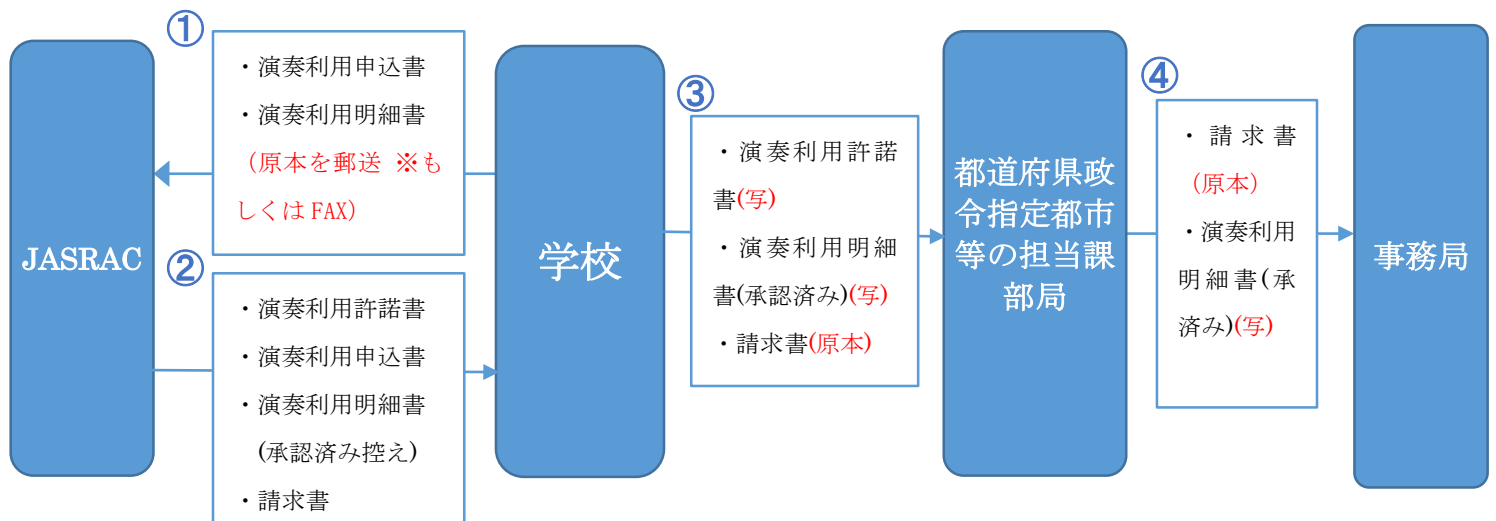 JASRAC
①
・演奏利用申込書
・演奏利用明細書
（原本を郵送 ※も
しくは FAX）
②
・演奏利用許諾書
・演奏利用申込書
・演奏利用明細書
(承認済み控え)
・請求書
学校
③
・演奏利用許諾
書(写)
・演奏利用明細
書(承認済み)(写)
・請求書(原本)
都道府県政
令指定都市
等の担当課
部局
④
・請求書
（原本）
・演奏利用
明細書(承
済み)(写)
事務局